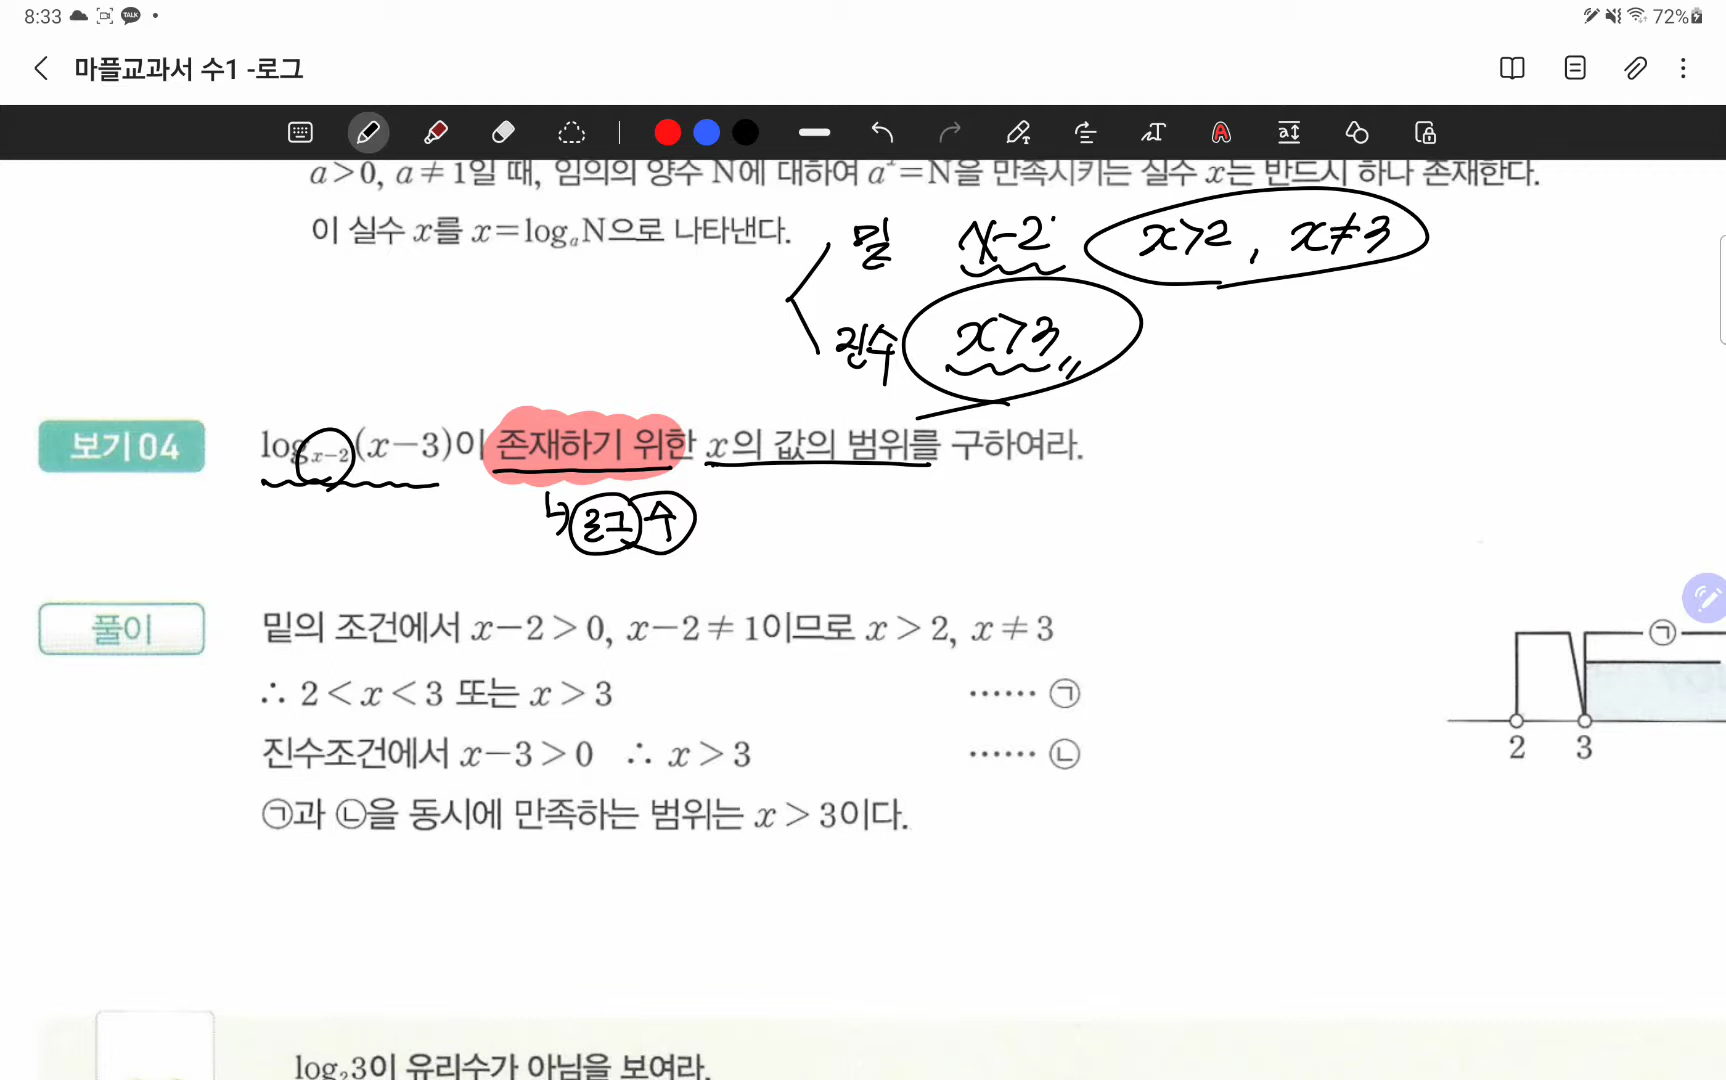 8:33 TALK 72%
마플교과서 수1 -로그
a>0, a≠1일 때, 임의의 양수 N에 대하여 aˣ=N을 만족시키는 실수 x는 반드시 하나 존재한다.
이 실수 x를 x=logₐN으로 나타낸다.
밑 x-2 x>2, x≠3
진수 x>3
보기 04 log_{x-2}(x-3)이 존재하기 위한 x의 값의 범위를 구하여라.
↳ 로그 수
풀이 밑의 조건에서 x-2>0, x-2≠1이므로 x>2, x≠3
∴ 2<x<3 또는 x>3 …… ㉠
진수조건에서 x-3>0 ∴ x>3 …… ㉡
㉠과 ㉡을 동시에 만족하는 범위는 x>3이다.
㉠
2 3
log₂3이 유리수가 아님을 보여라.